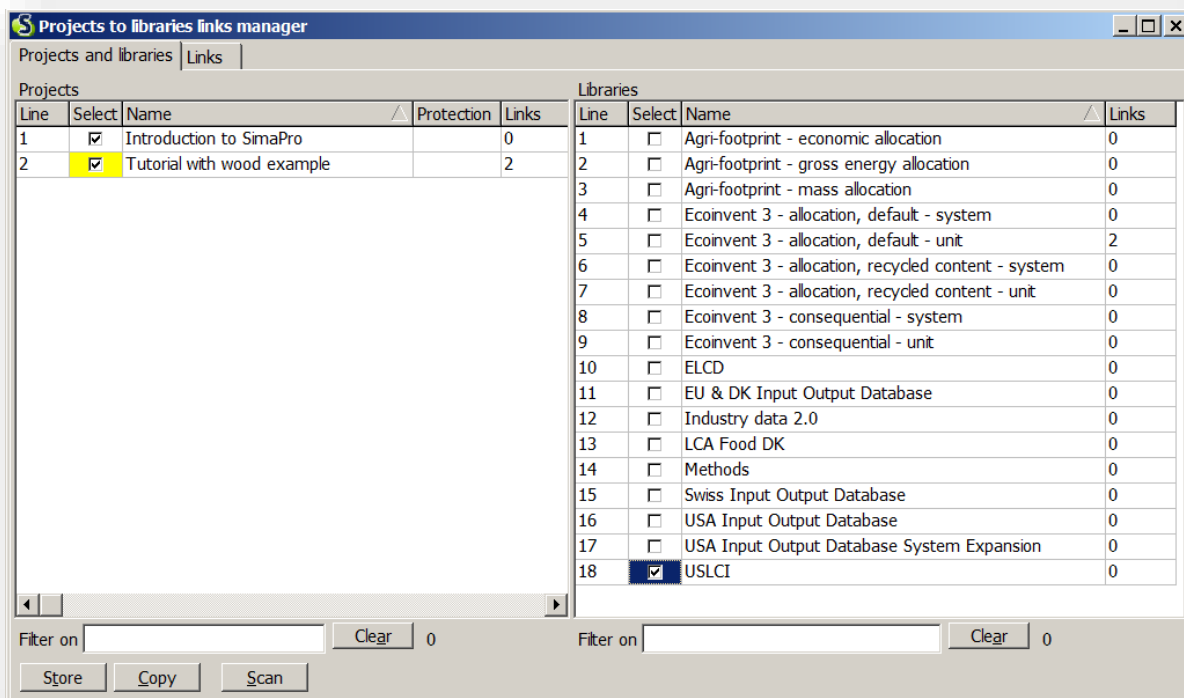 Projects to libraries links manager
Projects and libraries Links
Projects
Line Select Name Protection Links
1 Introduction to SimaPro 0
2 Tutorial with wood example 2
Filter on Clear 0
Store Copy Scan
Libraries
Line Select Name Links
1 Agri-footprint - economic allocation 0
2 Agri-footprint - gross energy allocation 0
3 Agri-footprint - mass allocation 0
4 Ecoinvent 3 - allocation, default - system 0
5 Ecoinvent 3 - allocation, default - unit 2
6 Ecoinvent 3 - allocation, recycled content - system 0
7 Ecoinvent 3 - allocation, recycled content - unit 0
8 Ecoinvent 3 - consequential - system 0
9 Ecoinvent 3 - consequential - unit 0
10 ELCD 0
11 EU & DK Input Output Database 0
12 Industry data 2.0 0
13 LCA Food DK 0
14 Methods 0
15 Swiss Input Output Database 0
16 USA Input Output Database 0
17 USA Input Output Database System Expansion 0
18 USLCI 0
Filter on Clear 0